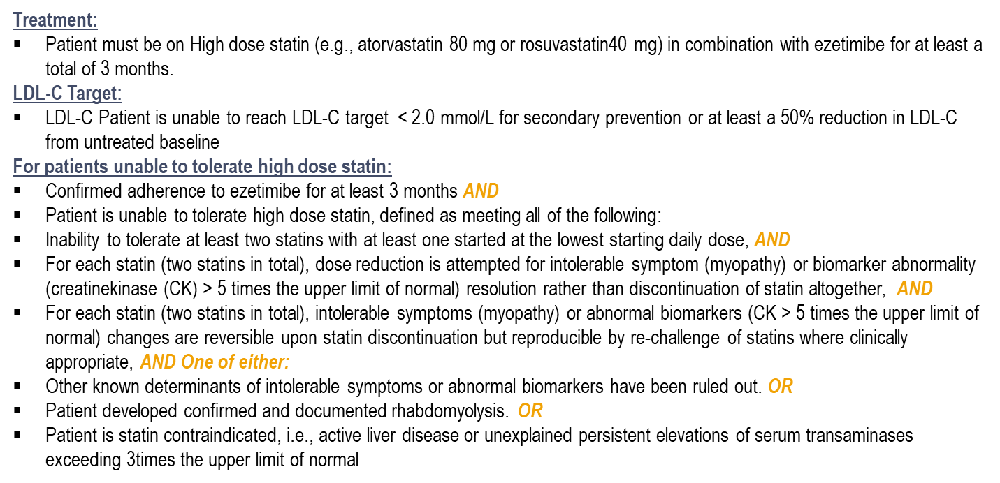 Treatment:
▪ Patient must be on High dose statin (e.g., atorvastatin 80 mg or rosuvastatin40 mg) in combination with ezetimibe for at least a
total of 3 months.
LDL-C Target:
▪ LDL-C Patient is unable to reach LDL-C target < 2.0 mmol/L for secondary prevention or at least a 50% reduction in LDL-C
from untreated baseline
For patients unable to tolerate high dose statin:
▪ Confirmed adherence to ezetimibe for at least 3 months AND
▪ Patient is unable to tolerate high dose statin, defined as meeting all of the following:
▪ Inability to tolerate at least two statins with at least one started at the lowest starting daily dose, AND
▪ For each statin (two statins in total), dose reduction is attempted for intolerable symptom (myopathy) or biomarker abnormality
(creatinekinase (CK) > 5 times the upper limit of normal) resolution rather than discontinuation of statin altogether, AND
▪ For each statin (two statins in total), intolerable symptoms (myopathy) or abnormal biomarkers (CK > 5 times the upper limit of
normal) changes are reversible upon statin discontinuation but reproducible by re-challenge of statins where clinically
appropriate, AND One of either:
▪ Other known determinants of intolerable symptoms or abnormal biomarkers have been ruled out. OR
▪ Patient developed confirmed and documented rhabdomyolysis. OR
▪ Patient is statin contraindicated, i.e., active liver disease or unexplained persistent elevations of serum transaminases
exceeding 3times the upper limit of normal